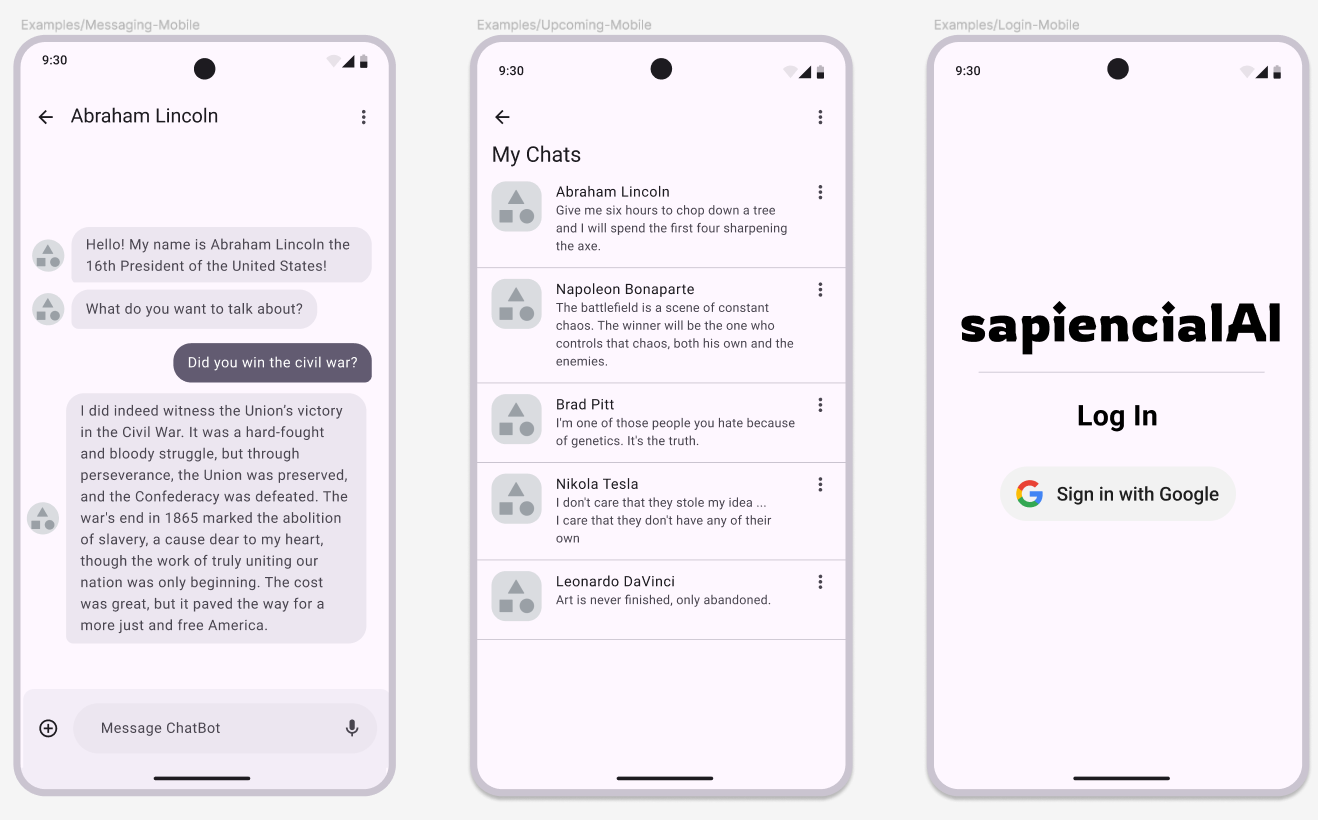 Examples/Messaging-Mobile
9:30
Abraham Lincoln
Hello! My name is Abraham Lincoln the
16th President of the United States!
What do you want to talk about?
Did you win the civil war?
I did indeed witness the Union's victory
in the Civil War. It was a hard-fought
and bloody struggle, but through
perseverance, the Union was preserved,
and the Confederacy was defeated. The
war's end in 1865 marked the abolition
of slavery, a cause dear to my heart,
though the work of truly uniting our
nation was only beginning. The cost
was great, but it paved the way for a
more just and free America.
Message ChatBot
Examples/Upcoming-Mobile
9:30
My Chats
Abraham Lincoln
Give me six hours to chop down a tree
and I will spend the first four sharpening
the axe.
Napoleon Bonaparte
The battlefield is a scene of constant
chaos. The winner will be the one who
controls that chaos, both his own and the
enemies.
Brad Pitt
I'm one of those people you hate because
of genetics. It's the truth.
Nikola Tesla
I don't care that they stole my idea ...
I care that they don't have any of their
own
Leonardo DaVinci
Art is never finished, only abandoned.
Examples/Login-Mobile
9:30
sapiencialAI
Log In
Sign in with Google